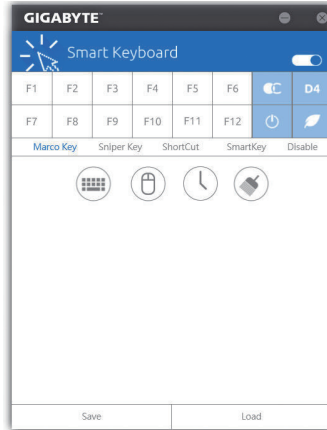 GIGABYTE™
Smart Keyboard
F1 F2 F3 F4 F5 F6 D4
F7 F8 F9 F10 F11 F12
Marco Key Sniper Key ShortCut SmartKey Disable
Save Load